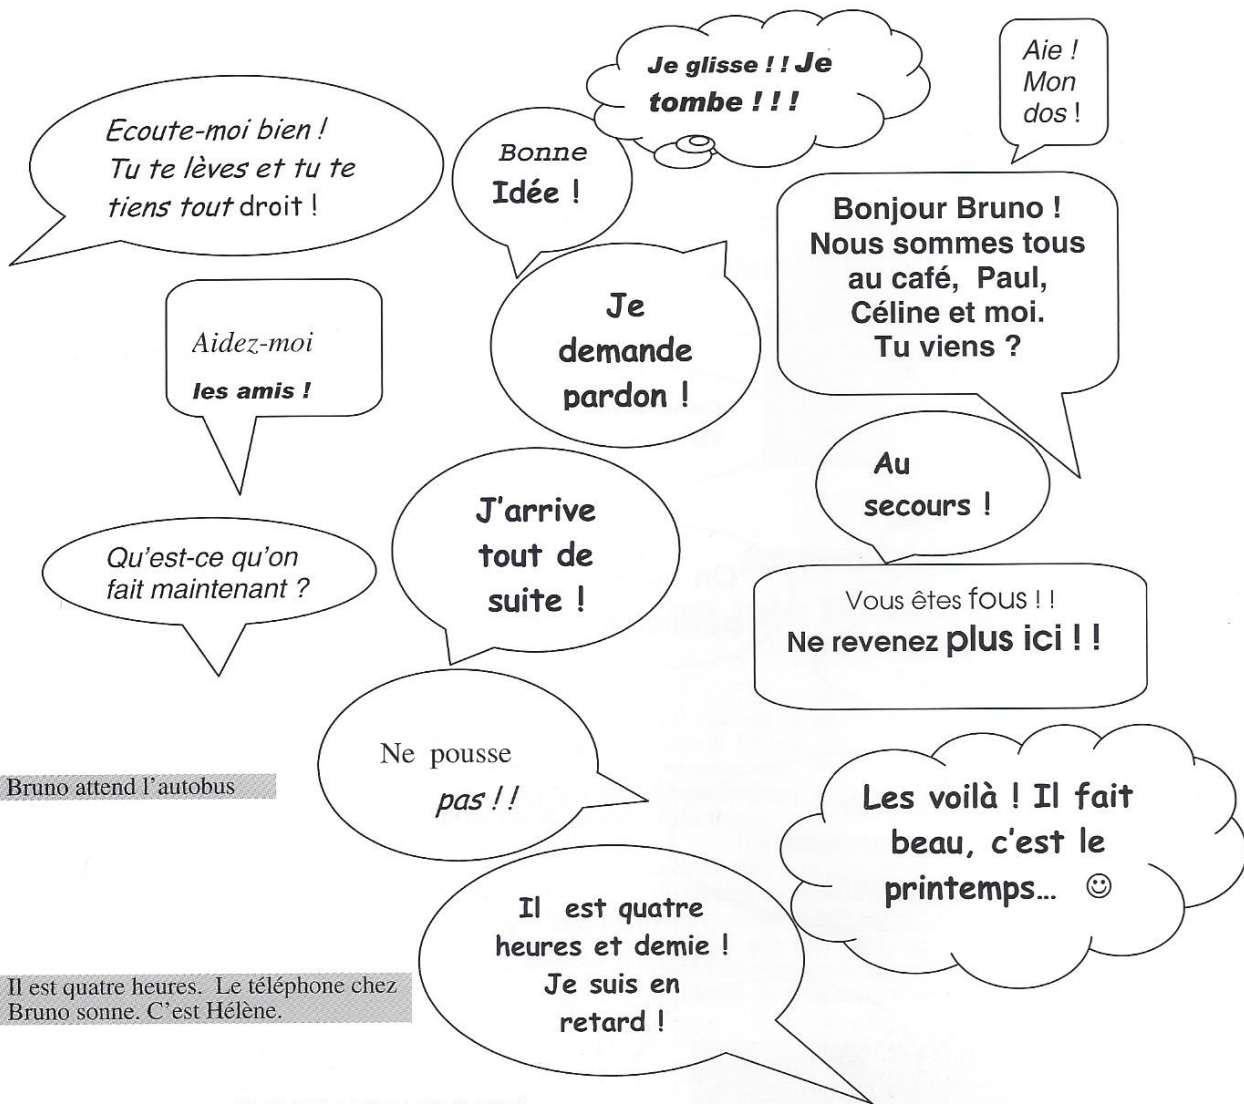 Je glisse ! ! Je
tombe ! ! !
Aie !
Mon
dos !
Ecoute-moi bien !
Tu te lèves et tu te
tiens tout droit !
Bonne
Idée !
Bonjour Bruno !
Nous sommes tous
au café, Paul,
Céline et moi.
Tu viens ?
Aidez-moi
les amis !
Je
demande
pardon !
Au
secours !
J'arrive
tout de
suite !
Qu'est-ce qu'on
fait maintenant ?
Vous êtes fous ! !
Ne revenez plus ici ! !
Ne pousse
pas ! !
Bruno attend l'autobus
Les voilà ! Il fait
beau, c'est le
printemps... ☺
Il est quatre
heures et demie !
Je suis en
retard !
Il est quatre heures. Le téléphone chez
Bruno sonne. C'est Hélène.